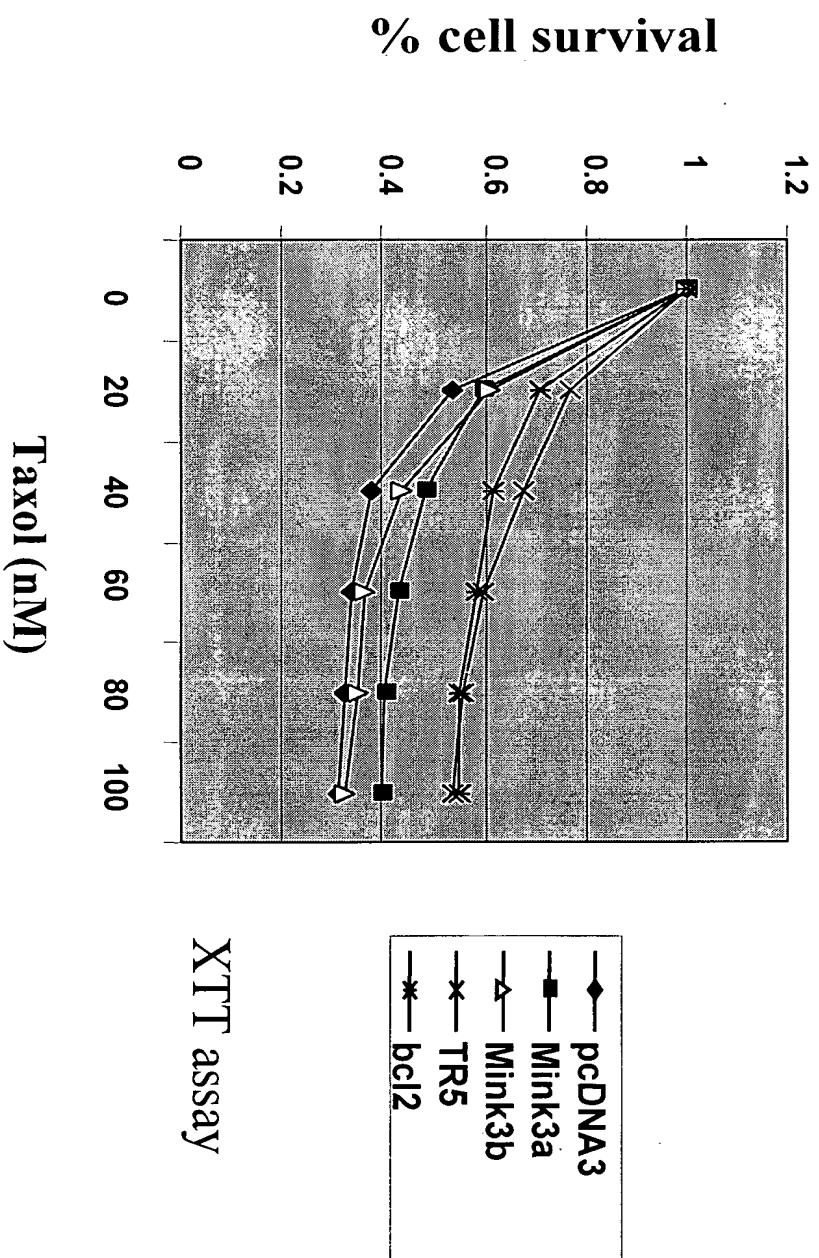 % cell survival
1.2
1
0.8
0.6
0.4
0.2
0
0
20
40
60
80
100
Taxol (nM)
pcDNA3
Mink3a
Mink3b
TR5
bcl2
XTT assay